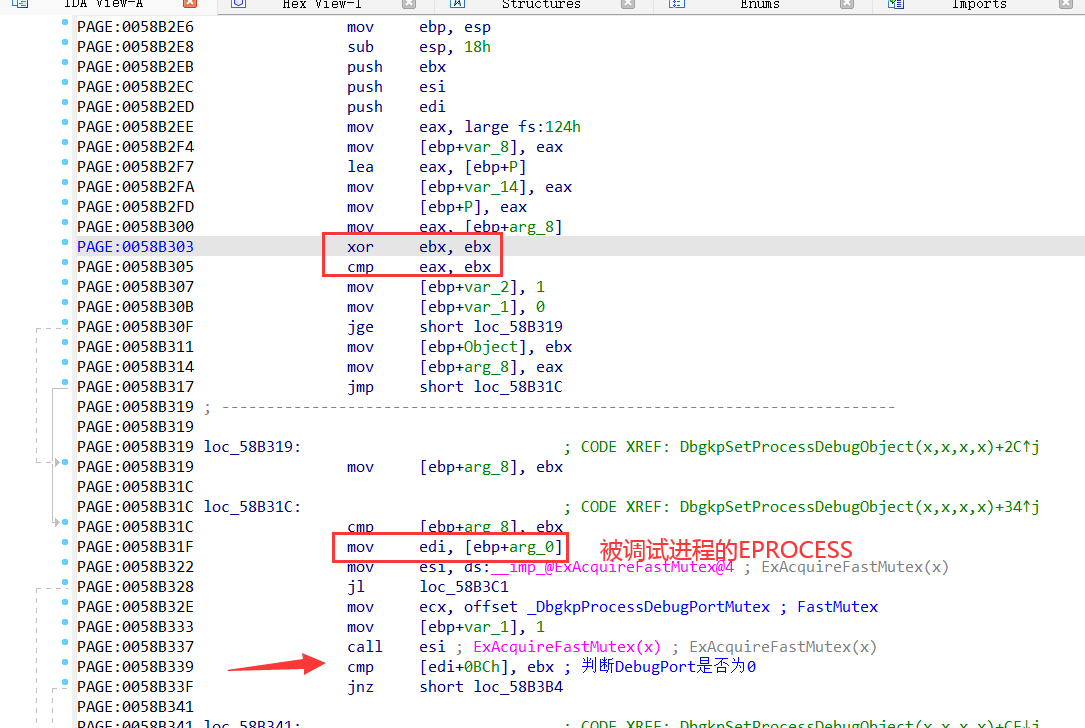 IDA View-A Hex View-1 Structures Enums Imports
PAGE:0058B2E6 mov ebp, esp
PAGE:0058B2E8 sub esp, 18h
PAGE:0058B2EB push ebx
PAGE:0058B2EC push esi
PAGE:0058B2ED push edi
PAGE:0058B2EE mov eax, large fs:124h
PAGE:0058B2F4 mov [ebp+var_8], eax
PAGE:0058B2F7 lea eax, [ebp+P]
PAGE:0058B2FA mov [ebp+var_14], eax
PAGE:0058B2FD mov [ebp+P], eax
PAGE:0058B300 mov eax, [ebp+arg_8]
PAGE:0058B303 xor ebx, ebx
PAGE:0058B305 cmp eax, ebx
PAGE:0058B307 mov [ebp+var_2], 1
PAGE:0058B30B mov [ebp+var_1], 0
PAGE:0058B30F jge short loc_58B319
PAGE:0058B311 mov [ebp+Object], ebx
PAGE:0058B314 mov [ebp+arg_8], eax
PAGE:0058B317 jmp short loc_58B31C
PAGE:0058B319 ; ---------------------------------------------------------------------------
PAGE:0058B319
PAGE:0058B319 loc_58B319: ; CODE XREF: DbgkpSetProcessDebugObject(x,x,x,x)+2C↑j
PAGE:0058B319 mov [ebp+arg_8], ebx
PAGE:0058B31C
PAGE:0058B31C loc_58B31C: ; CODE XREF: DbgkpSetProcessDebugObject(x,x,x,x)+34↑j
PAGE:0058B31C cmp [ebp+arg_8], ebx
PAGE:0058B31F mov edi, [ebp+arg_0] 被调试进程的EPROCESS
PAGE:0058B322 mov esi, ds:__imp_@ExAcquireFastMutex@4 ; ExAcquireFastMutex(x)
PAGE:0058B328 jl loc_58B3C1
PAGE:0058B32E mov ecx, offset _DbgkpProcessDebugPortMutex ; FastMutex
PAGE:0058B333 mov [ebp+var_1], 1
PAGE:0058B337 call esi ; ExAcquireFastMutex(x) ; ExAcquireFastMutex(x)
PAGE:0058B339 cmp [edi+0BCh], ebx ; 判断DebugPort是否为0
PAGE:0058B33F jnz short loc_58B3B4
PAGE:0058B341
PAGE:0058B341 loc_58B341: ; CODE XREF: DbgkpSetProcessDebugObject(x,x,x,x)+CF↓j